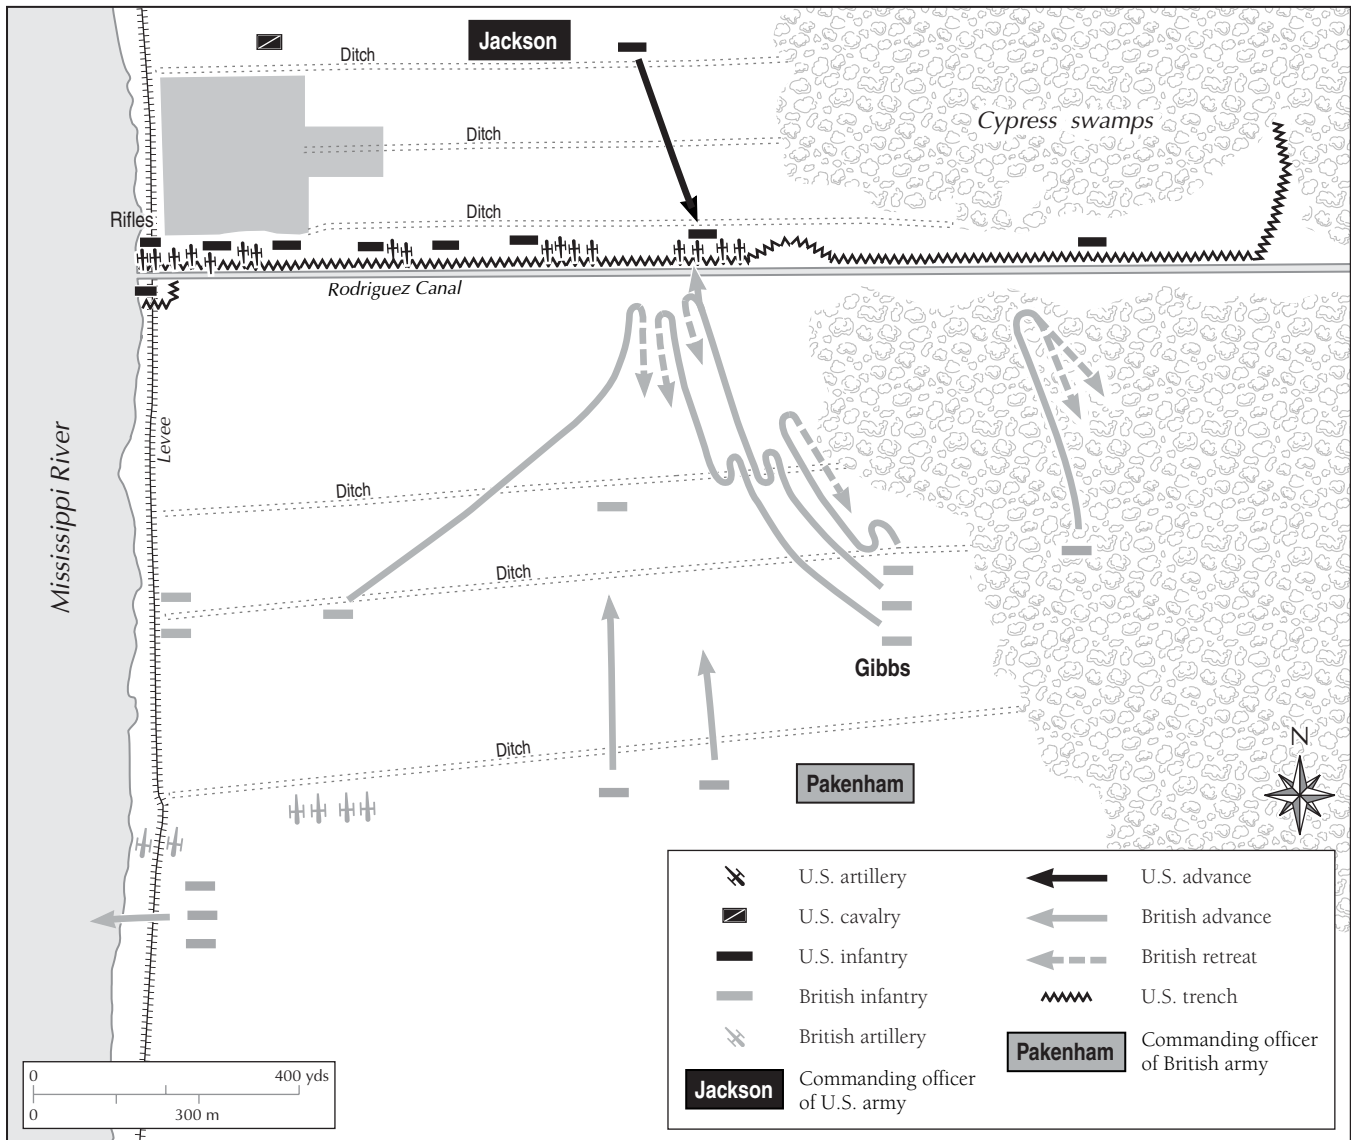 Jackson
Ditch
Cypress swamps
Ditch
Ditch
Rifles
Rodriguez Canal
Levee
Mississippi River
Ditch
Ditch
Gibbs
Ditch
N
Pakenham
U.S. artillery
U.S. cavalry
U.S. infantry
British infantry
British artillery
Jackson
Commanding officer
of U.S. army
U.S. advance
British advance
British retreat
U.S. trench
Pakenham
Commanding officer
of British army
0 400 yds
0 300 m